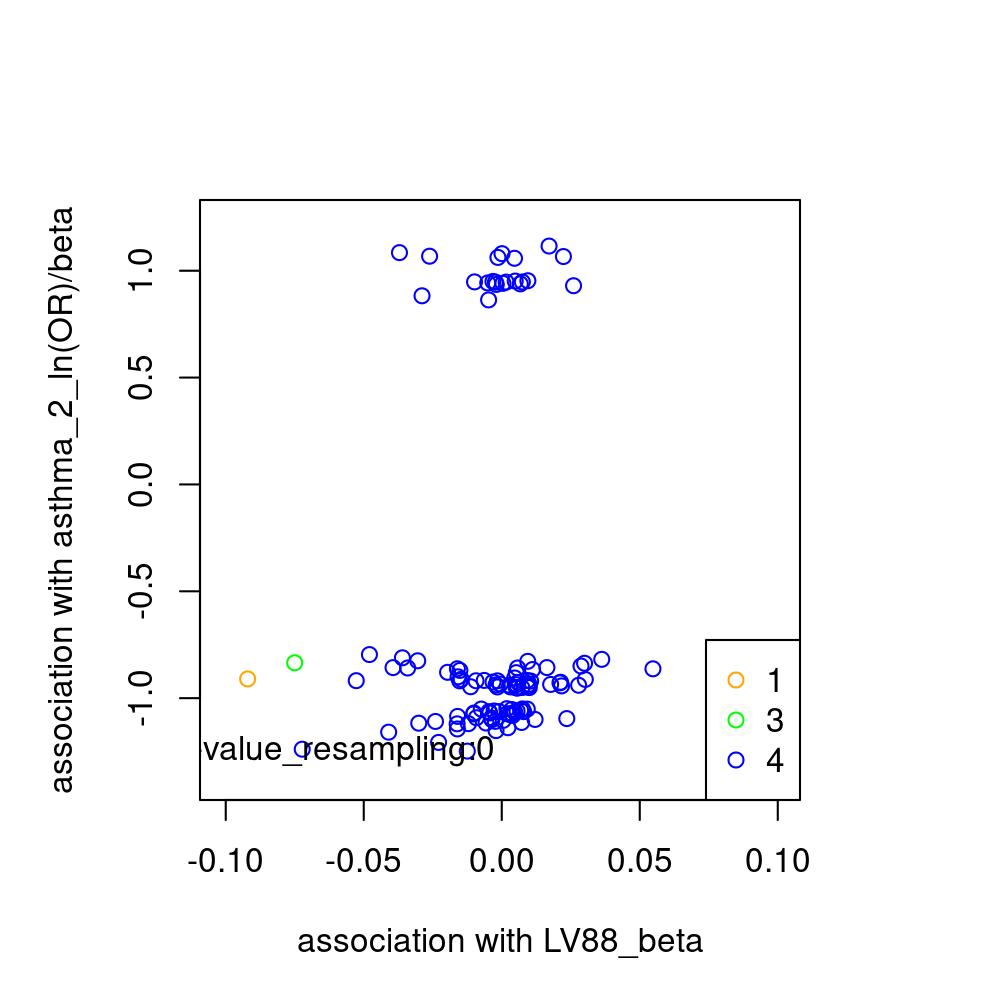 association with asthma_2_ln(OR)/beta
1.0
0.5
0.0
-0.5
-1.0
value_resampling:0
1
3
4
-0.10 -0.05 0.00 0.05 0.10
association with LV88_beta